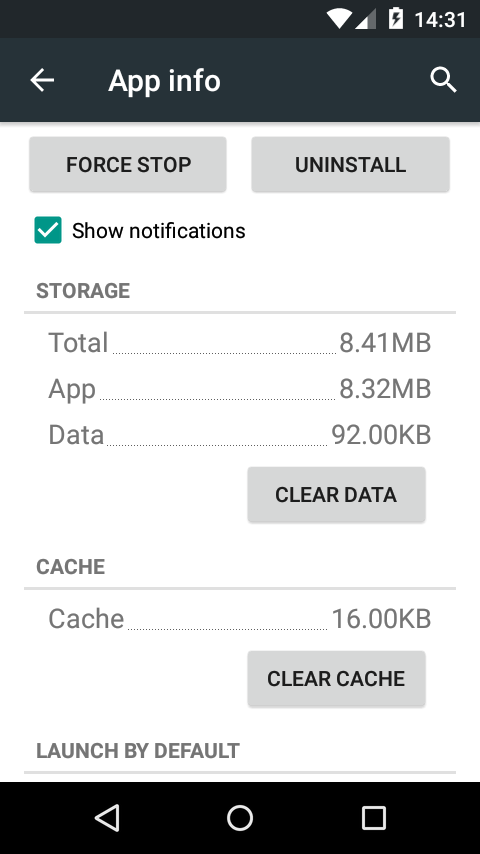 14:31
App info
FORCE STOP UNINSTALL
Show notifications
STORAGE
Total 8.41MB
App 8.32MB
Data 92.00KB
CLEAR DATA
CACHE
Cache 16.00KB
CLEAR CACHE
LAUNCH BY DEFAULT